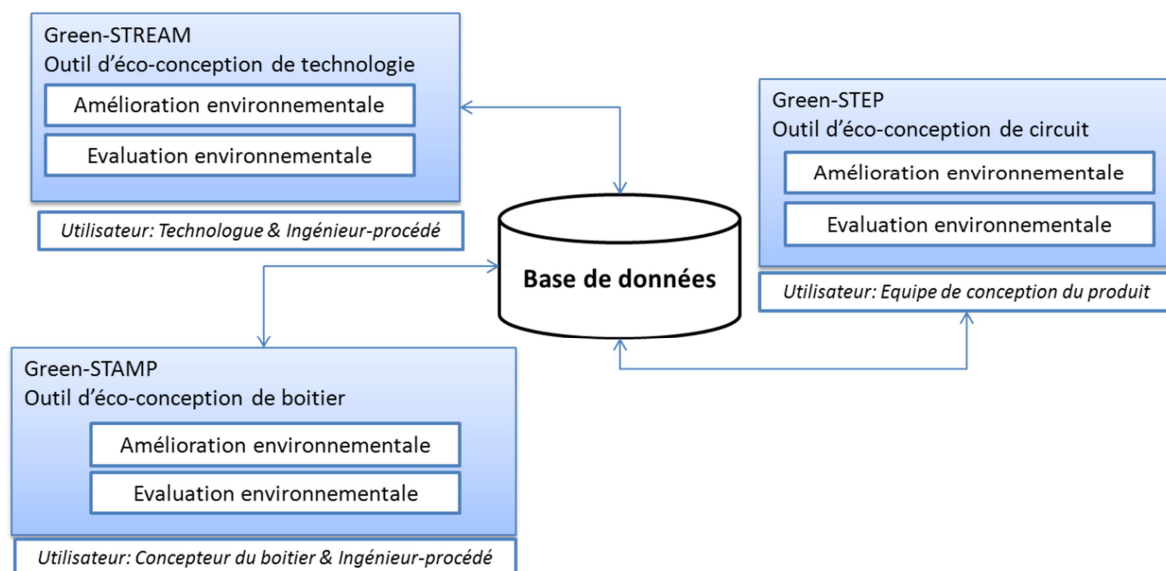 Green-STREAM
Outil d'éco-conception de technologie
Amélioration environnementale
Evaluation environnementale
Utilisateur: Technologue & Ingénieur-procédé
Green-STEP
Outil d'éco-conception de circuit
Amélioration environnementale
Evaluation environnementale
Utilisateur: Equipe de conception du produit
Base de données
Green-STAMP
Outil d'éco-conception de boitier
Amélioration environnementale
Evaluation environnementale
Utilisateur: Concepteur du boitier & Ingénieur-procédé